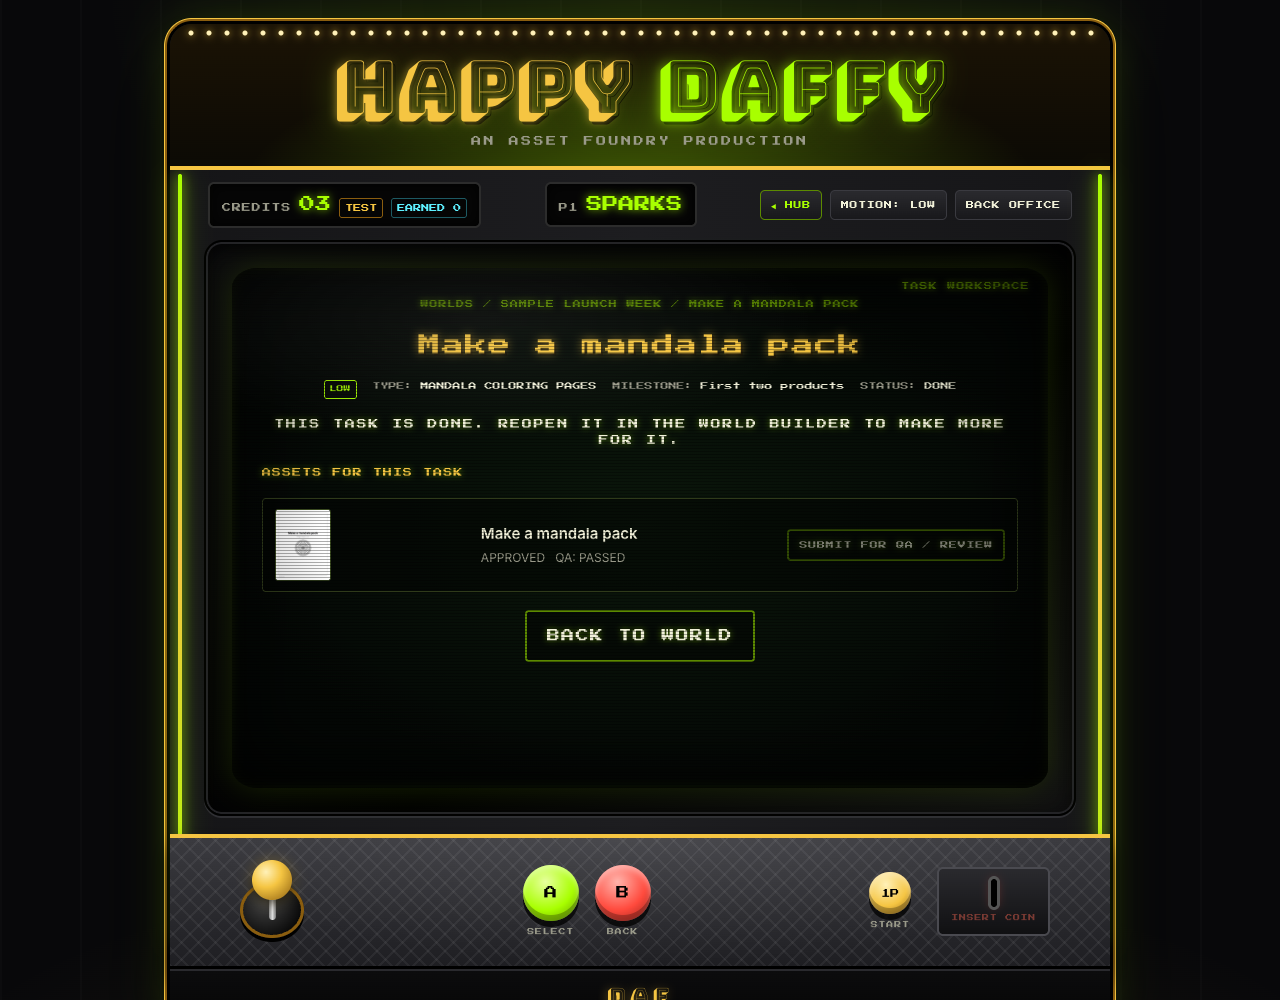 HAPPY DAFFY
AN ASSET FOUNDRY PRODUCTION
CREDITS 03 TEST EARNED 0
P1 SPARKS
◂ HUB
MOTION: LOW
BACK OFFICE
TASK WORKSPACE
WORLDS / SAMPLE LAUNCH WEEK / MAKE A MANDALA PACK
Make a mandala pack
LOW TYPE: MANDALA COLORING PAGES MILESTONE: First two products STATUS: DONE
THIS TASK IS DONE. REOPEN IT IN THE WORLD BUILDER TO MAKE MORE
FOR IT.
ASSETS FOR THIS TASK
Make a mandala pack
APPROVED QA: PASSED
SUBMIT FOR QA / REVIEW
BACK TO WORLD
A
B
1P
SELECT
BACK
START
INSERT COIN